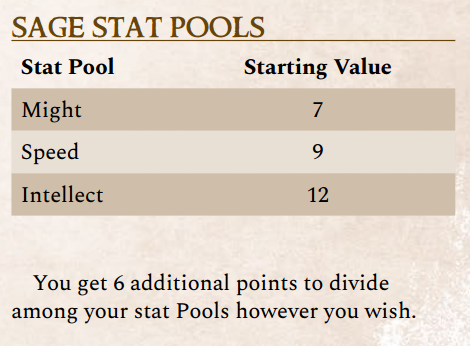 SAGE STAT POOLS
Stat Pool Starting Value
Might 7
Speed 9
Intellect 12
You get 6 additional points to divide
among your stat Pools however you wish.